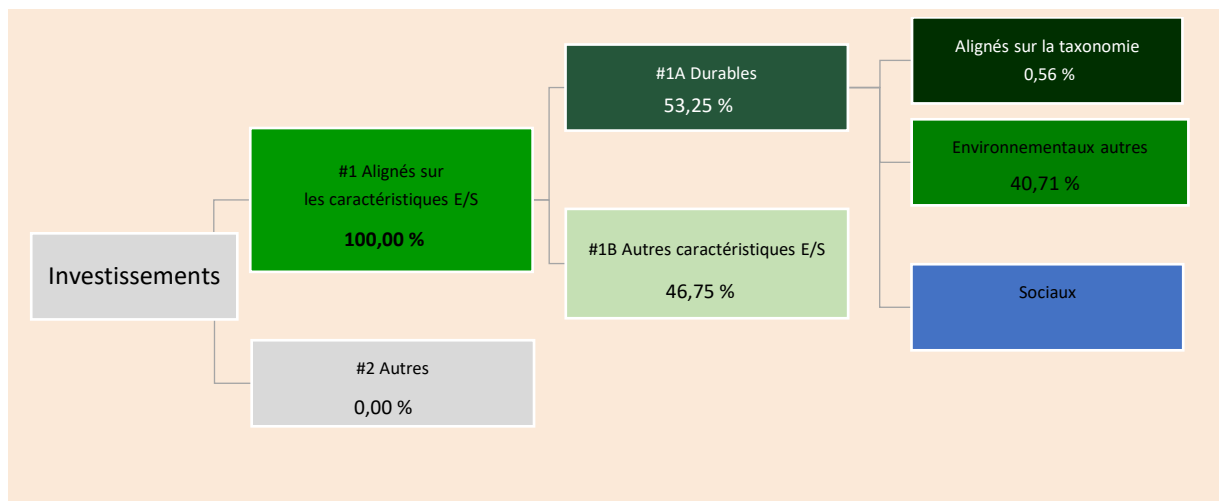 Investissements
#1 Alignés sur
les caractéristiques E/S
100,00 %
#2 Autres
0,00 %
#1A Durables
53,25 %
#1B Autres caractéristiques E/S
46,75 %
Alignés sur la taxonomie
0,56 %
Environnementaux autres
40,71 %
Sociaux